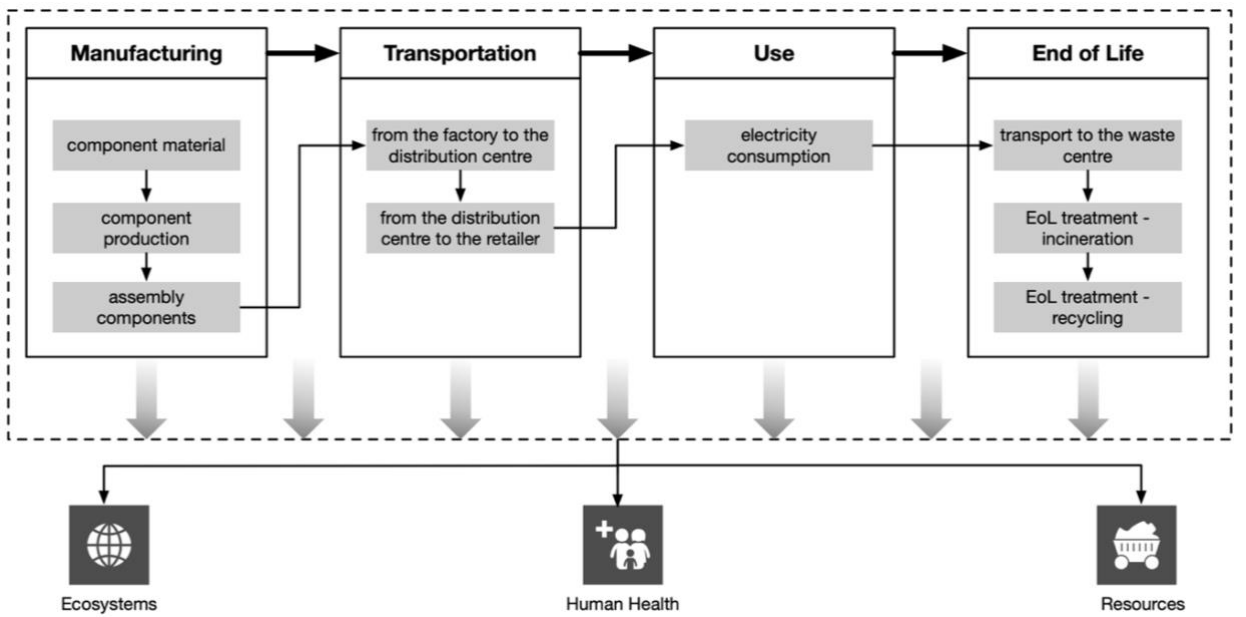 Manufacturing
component material
component
production
assembly
components
Transportation
from the factory to the
distribution centre
from the distribution
centre to the retailer
Use
electricity
consumption
End of Life
transport to the waste
centre
EoL treatment -
incineration
EoL treatment -
recycling
Ecosystems
Human Health
Resources